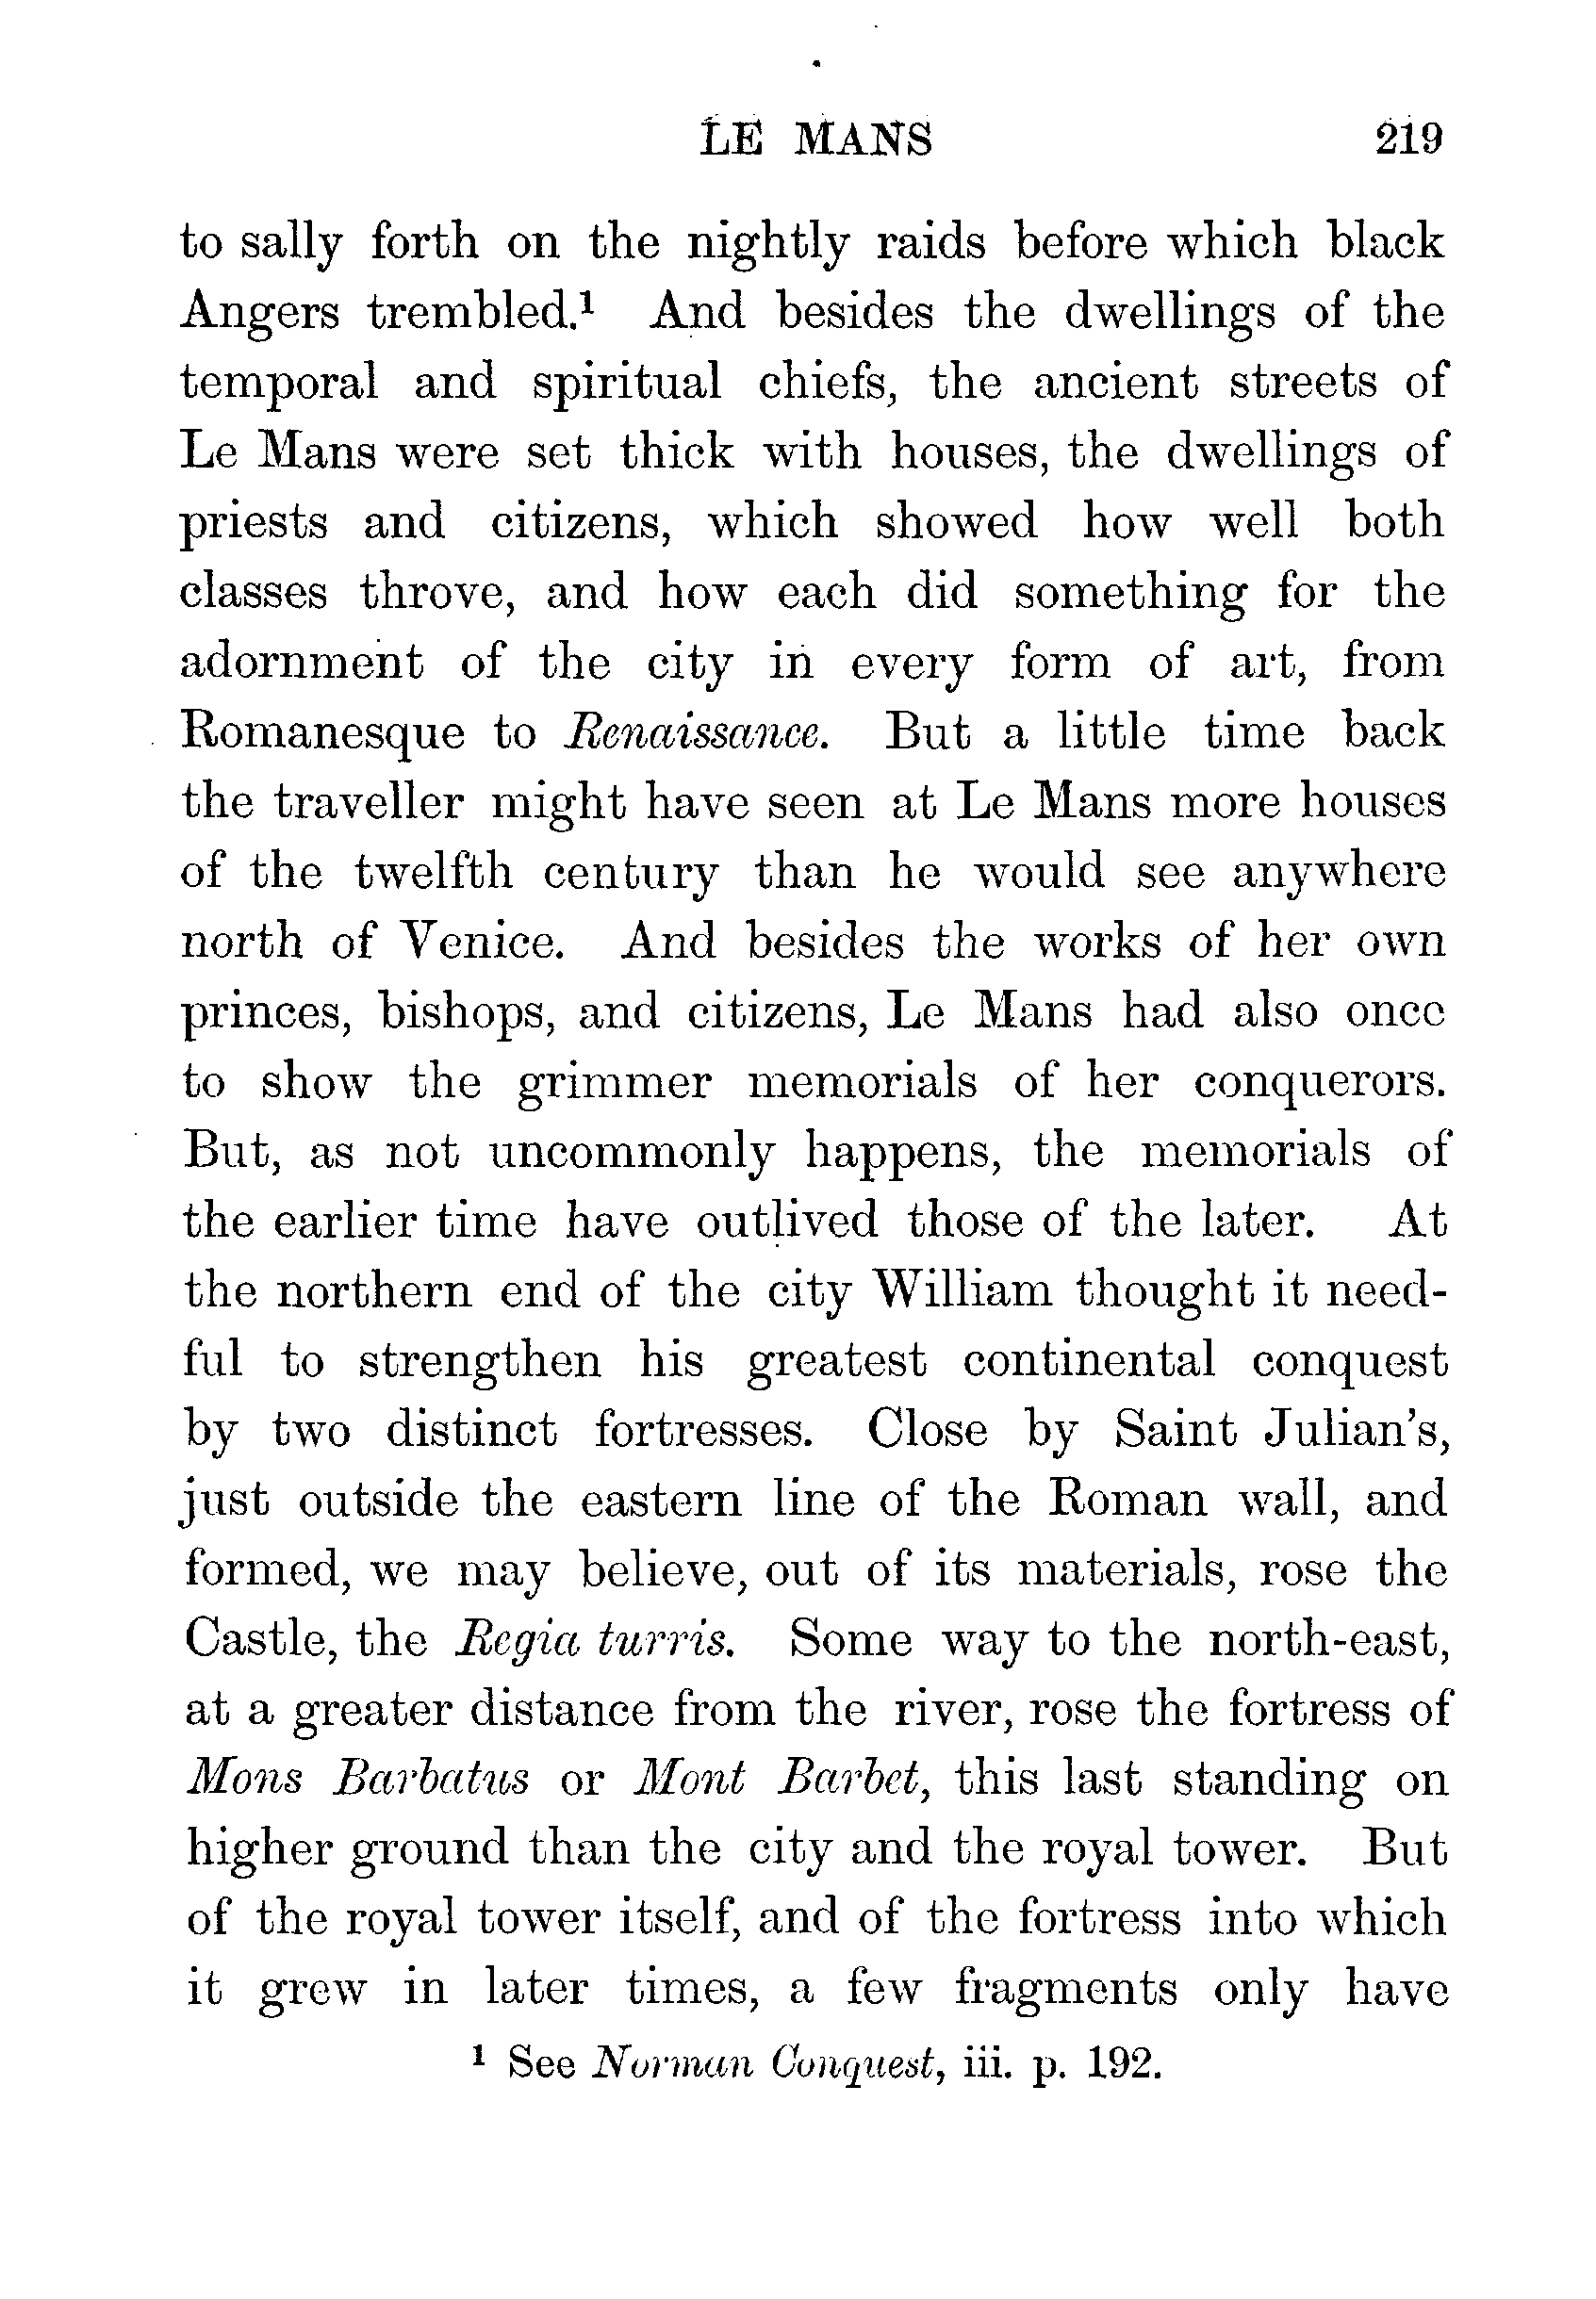 LE MANS 219
to sally forth on the nightly raids before which black
Angers trembled.¹ And besides the dwellings of the
temporal and spiritual chiefs, the ancient streets of
Le Mans were set thick with houses, the dwellings of
priests and citizens, which showed how well both
classes throve, and how each did something for the
adornment of the city in every form of art, from
Romanesque to Renaissance. But a little time back
the traveller might have seen at Le Mans more houses
of the twelfth century than he would see anywhere
north of Venice. And besides the works of her own
princes, bishops, and citizens, Le Mans had also once
to show the grimmer memorials of her conquerors.
But, as not uncommonly happens, the memorials of
the earlier time have outlived those of the later. At
the northern end of the city William thought it need-
ful to strengthen his greatest continental conquest
by two distinct fortresses. Close by Saint Julian's,
just outside the eastern line of the Roman wall, and
formed, we may believe, out of its materials, rose the
Castle, the Regia turris. Some way to the north-east,
at a greater distance from the river, rose the fortress of
Mons Barbatus or Mont Barbet, this last standing on
higher ground than the city and the royal tower. But
of the royal tower itself, and of the fortress into which
it grew in later times, a few fragments only have
¹ See Norman Conquest, iii. p. 192.